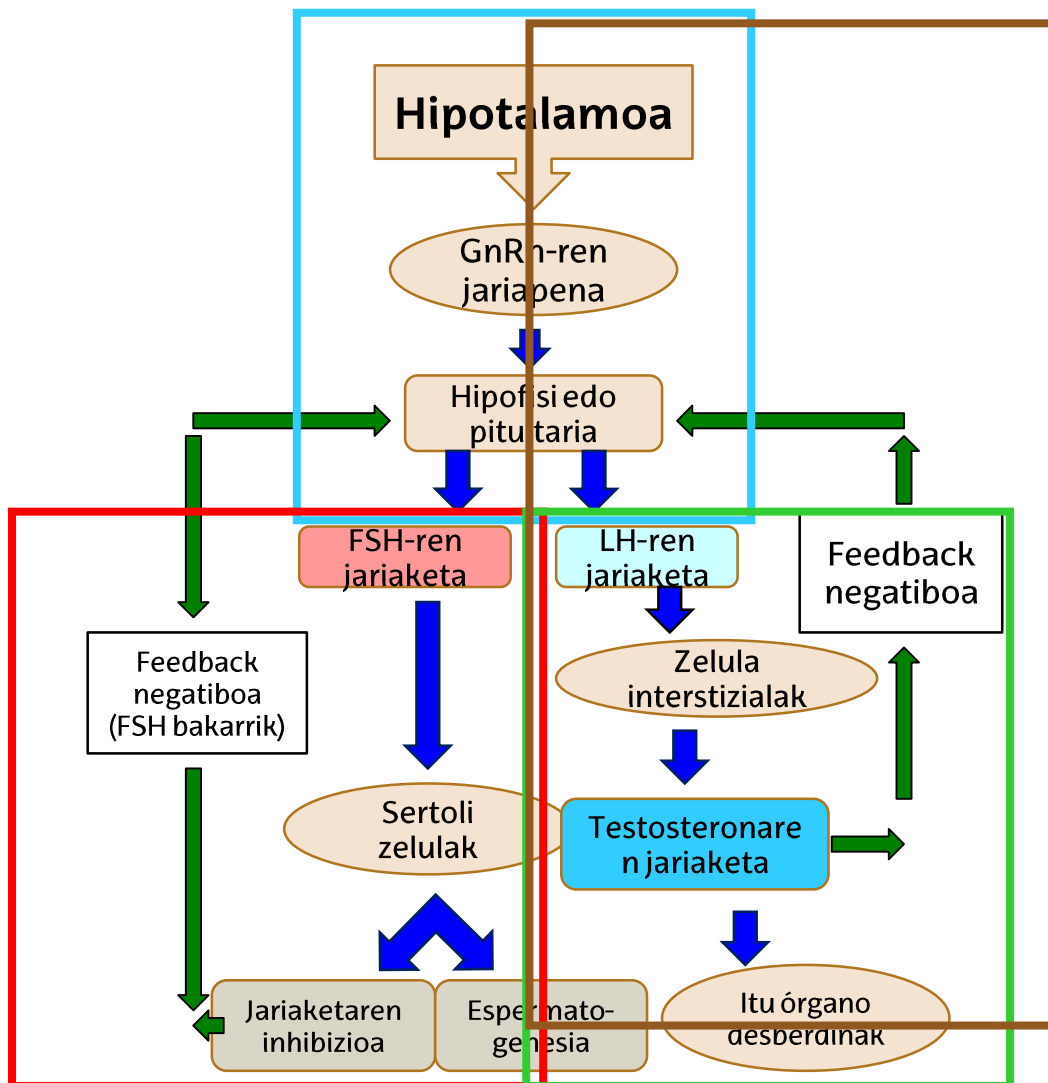 Hipotalamoa
GnRh-ren
jariapena
Hipofisi edo
pituitaria
FSH-ren
jariaketa
LH-ren
jariaketa
Feedback
negatiboa
Feedback
negatiboa
(FSH bakarrik)
Zelula
interstizialak
Sertoli
zelulak
Testosteronare
n jariaketa
Jariaketaren
inhibizioa
Espermato-
genesia
Itu órgano
desberdinak